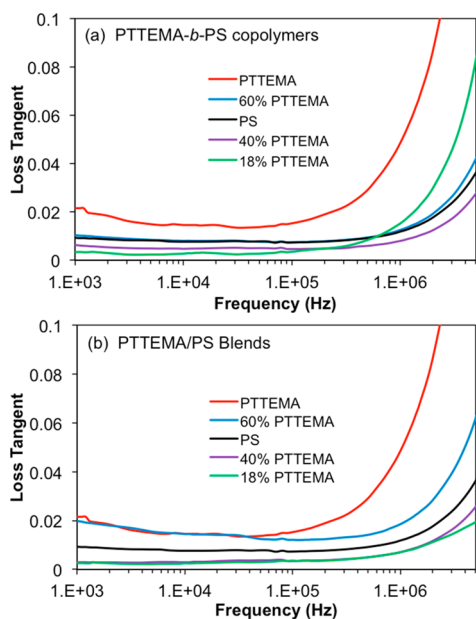 0.1
(a) PTTEMA-b-PS copolymers
0.08
PTTEMA
60% PTTEMA
0.06
PS
40% PTTEMA
0.04
18% PTTEMA
0.02
0
Loss Tangent
1.E+03 1.E+04 1.E+05 1.E+06
Frequency (Hz)
0.1
(b) PTTEMA/PS Blends
0.08
PTTEMA
0.06
60% PTTEMA
PS
0.04
40% PTTEMA
18% PTTEMA
0.02
0
Loss Tangent
1.E+03 1.E+04 1.E+05 1.E+06
Frequency (Hz)